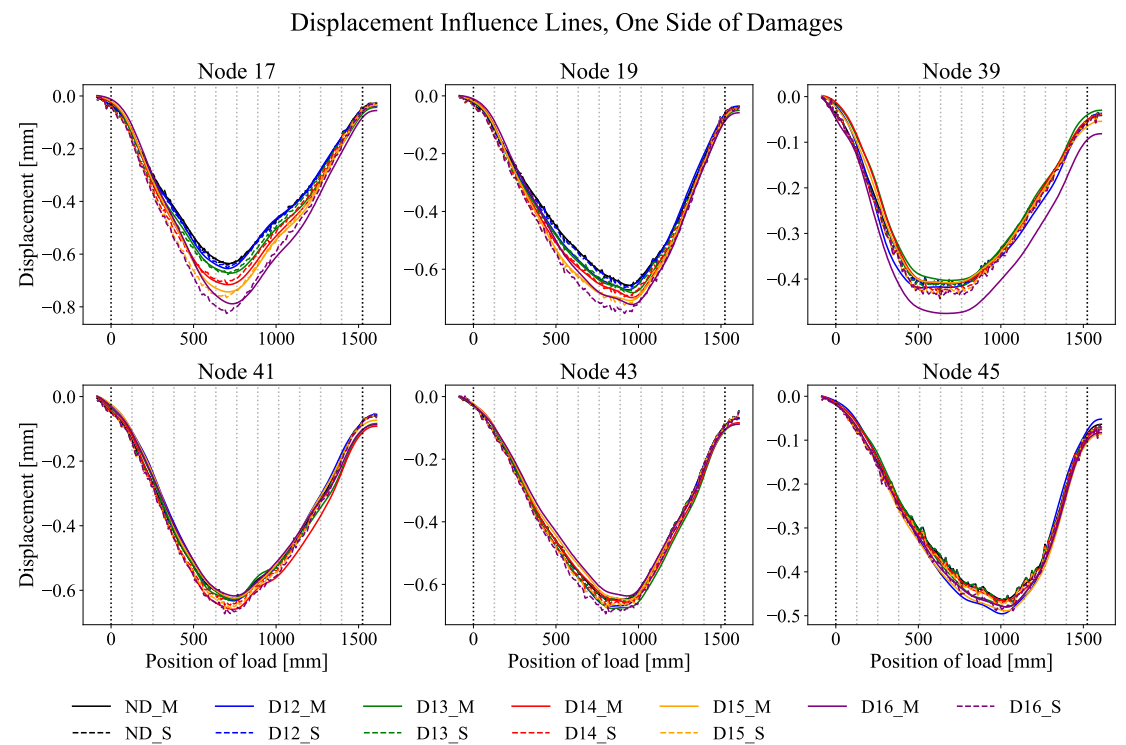 Displacement Influence Lines, One Side of Damages
Node 17
Node 19
Node 39
Displacement [mm]
0.0
−0.2
−0.4
−0.6
−0.8
0 500 1000 1500
0.0
−0.2
−0.4
−0.6
0 500 1000 1500
0.0
−0.1
−0.2
−0.3
−0.4
0 500 1000 1500
Node 41
Node 43
Node 45
Displacement [mm]
0.0
−0.2
−0.4
−0.6
0 500 1000 1500
Position of load [mm]
0.0
−0.2
−0.4
−0.6
0 500 1000 1500
Position of load [mm]
0.0
−0.1
−0.2
−0.3
−0.4
−0.5
0 500 1000 1500
Position of load [mm]
ND_M D12_M D13_M D14_M D15_M D16_M D16_S
ND_S D12_S D13_S D14_S D15_S